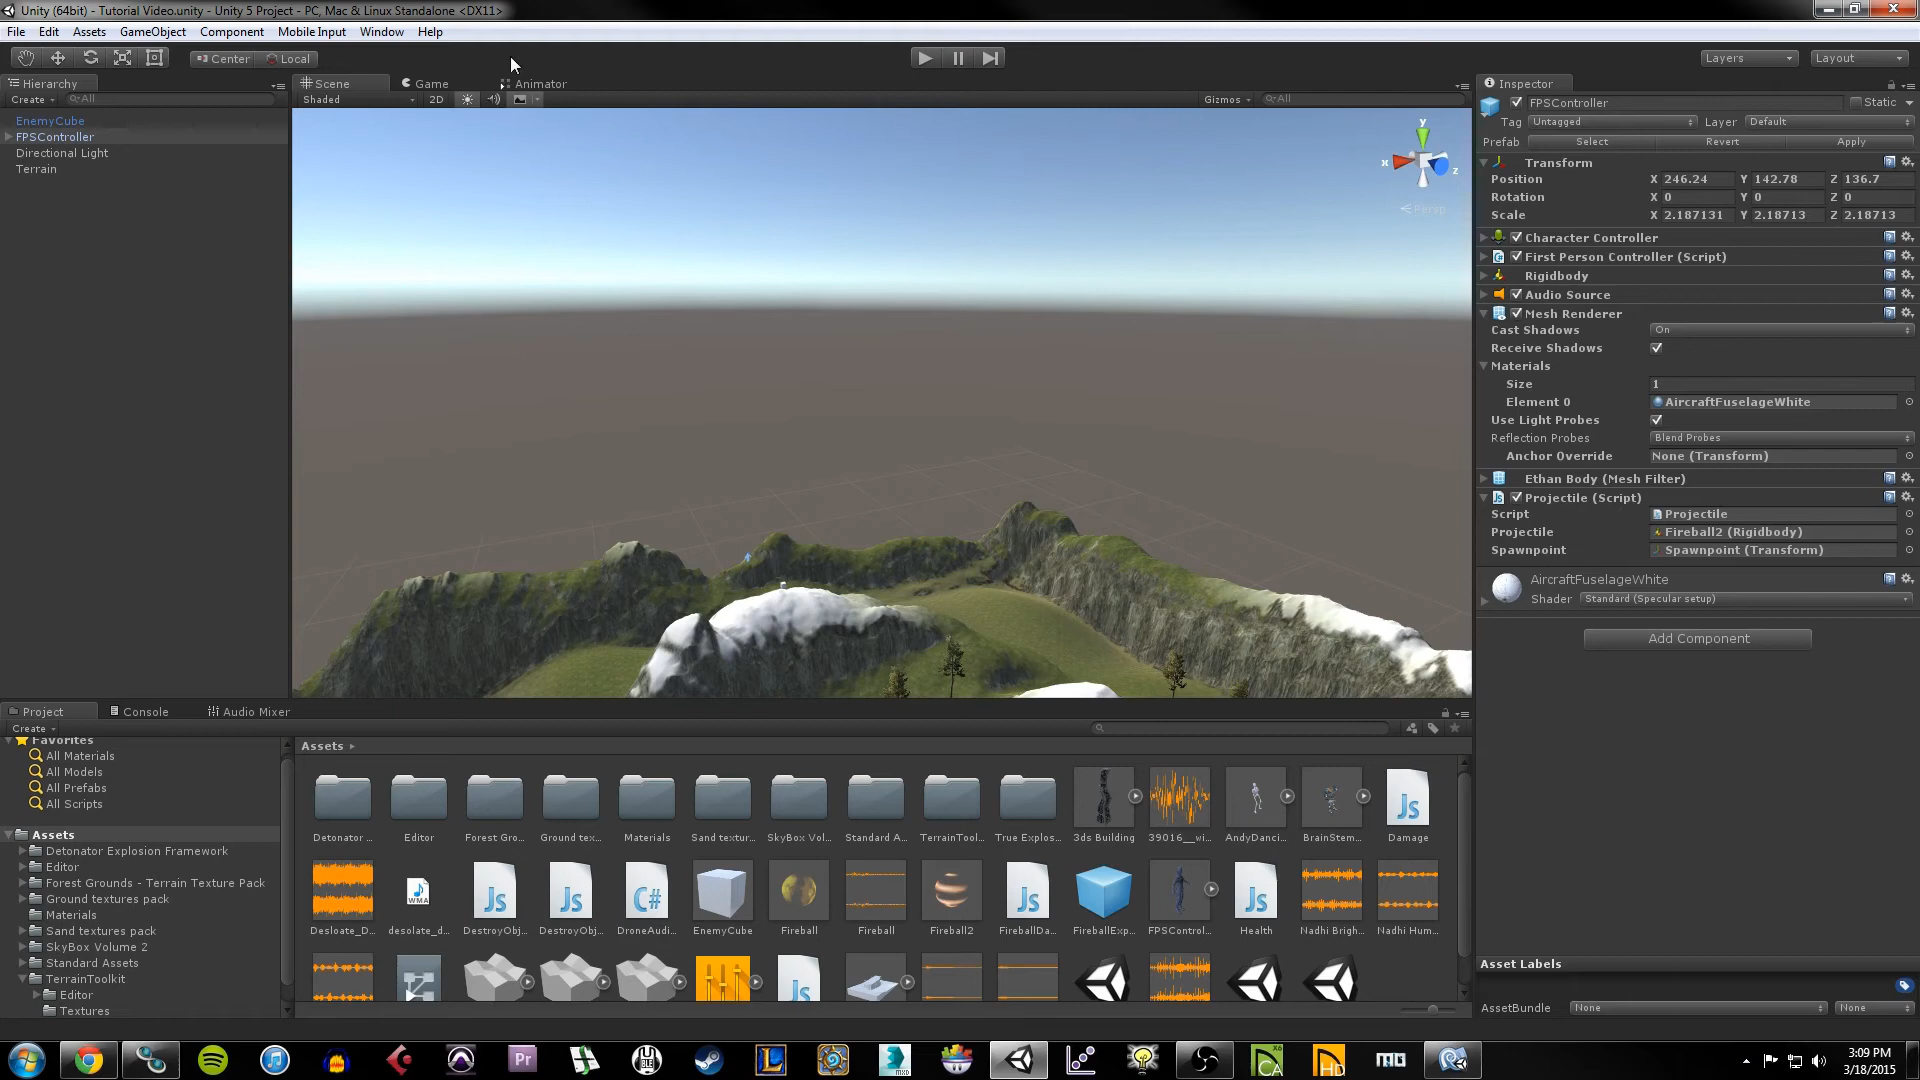 Unity (64bit) - Tutorial Video.unity - Unity 5 Project - PC, Mac & Linux Standalone <DX11>
File Edit Assets GameObject Component Mobile Input Window Help
Center Local Layers Layout
Hierarchy Scene Game Animator Inspector
Create All Shaded 2D Gizmos All
EnemyCube
FPSController
Directional Light
Terrain
y
x
z
Persp
FPSController Static
Tag Untagged Layer Default
Prefab Select Revert Apply
Transform
Position X 246.24 Y 142.78 Z 136.7
Rotation X 0 Y 0 Z 0
Scale X 2.187131 Y 2.18713 Z 2.18713
Character Controller
First Person Controller (Script)
Rigidbody
Audio Source
Mesh Renderer
Cast Shadows On
Receive Shadows
Materials
Size 1
Element 0 AircraftFuselageWhite
Use Light Probes
Reflection Probes Blend Probes
Anchor Override None (Transform)
Ethan Body (Mesh Filter)
Projectile (Script)
Script Projectile
Projectile Fireball2 (Rigidbody)
Spawnpoint Spawnpoint (Transform)
AircraftFuselageWhite
Shader Standard (Specular setup)
Add Component
Asset Labels
AssetBundle None None
Project Console Audio Mixer
Create
Favorites
All Materials
All Models
All Prefabs
All Scripts
Assets
Detonator Explosion Framework
Editor
Forest Grounds - Terrain Texture Pack
Ground textures pack
Materials
Sand textures pack
SkyBox Volume 2
Standard Assets
TerrainToolkit
Editor
Textures
Assets
Detonator ... Editor Forest Gro... Ground tex... Materials Sand textur... SkyBox Vol... Standard A... TerrainTool... True Explos... 3ds Building 39016__wi... AndyDanci... BrainStem... Damage
Desloate_D... desolate_d... DestroyObj... DestroyObj... DroneAudi... EnemyCube Fireball Fireball Fireball2 FireballDa... FireballExp... FPSControl... Health Nadhi Brigh... Nadhi Hum...
3:09 PM
3/18/2015